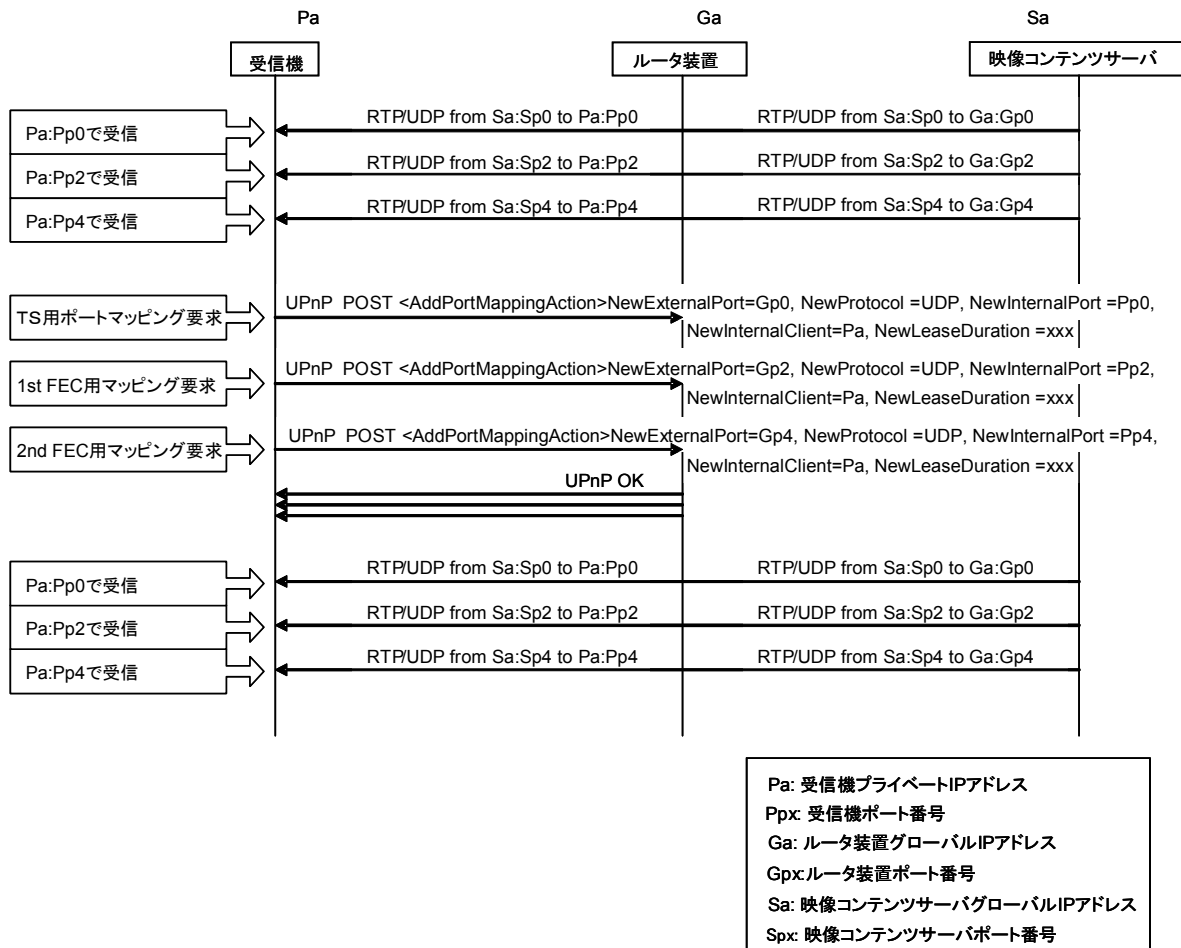 Pa
Ga
Sa
受信機
ルータ装置
映像コンテンツサーバ
Pa:Pp0で受信
RTP/UDP from Sa:Sp0 to Pa:Pp0
RTP/UDP from Sa:Sp0 to Ga:Gp0
Pa:Pp2で受信
RTP/UDP from Sa:Sp2 to Pa:Pp2
RTP/UDP from Sa:Sp2 to Ga:Gp2
Pa:Pp4で受信
RTP/UDP from Sa:Sp4 to Pa:Pp4
RTP/UDP from Sa:Sp4 to Ga:Gp4
TS用ポートマッピング要求
UPnP POST <AddPortMappingAction>NewExternalPort=Gp0, NewProtocol =UDP, NewInternalPort =Pp0,
NewInternalClient=Pa, NewLeaseDuration =xxx
1st FEC用マッピング要求
UPnP POST <AddPortMappingAction>NewExternalPort=Gp2, NewProtocol =UDP, NewInternalPort =Pp2,
NewInternalClient=Pa, NewLeaseDuration =xxx
2nd FEC用マッピング要求
UPnP POST <AddPortMappingAction>NewExternalPort=Gp4, NewProtocol =UDP, NewInternalPort =Pp4,
NewInternalClient=Pa, NewLeaseDuration =xxx
UPnP OK
Pa:Pp0で受信
RTP/UDP from Sa:Sp0 to Pa:Pp0
RTP/UDP from Sa:Sp0 to Ga:Gp0
Pa:Pp2で受信
RTP/UDP from Sa:Sp2 to Pa:Pp2
RTP/UDP from Sa:Sp2 to Ga:Gp2
Pa:Pp4で受信
RTP/UDP from Sa:Sp4 to Pa:Pp4
RTP/UDP from Sa:Sp4 to Ga:Gp4
Pa: 受信機プライベートIPアドレス
Ppx: 受信機ポート番号
Ga: ルータ装置グローバルIPアドレス
Gpx:ルータ装置ポート番号
Sa: 映像コンテンツサーバグローバルIPアドレス
Spx: 映像コンテンツサーバポート番号